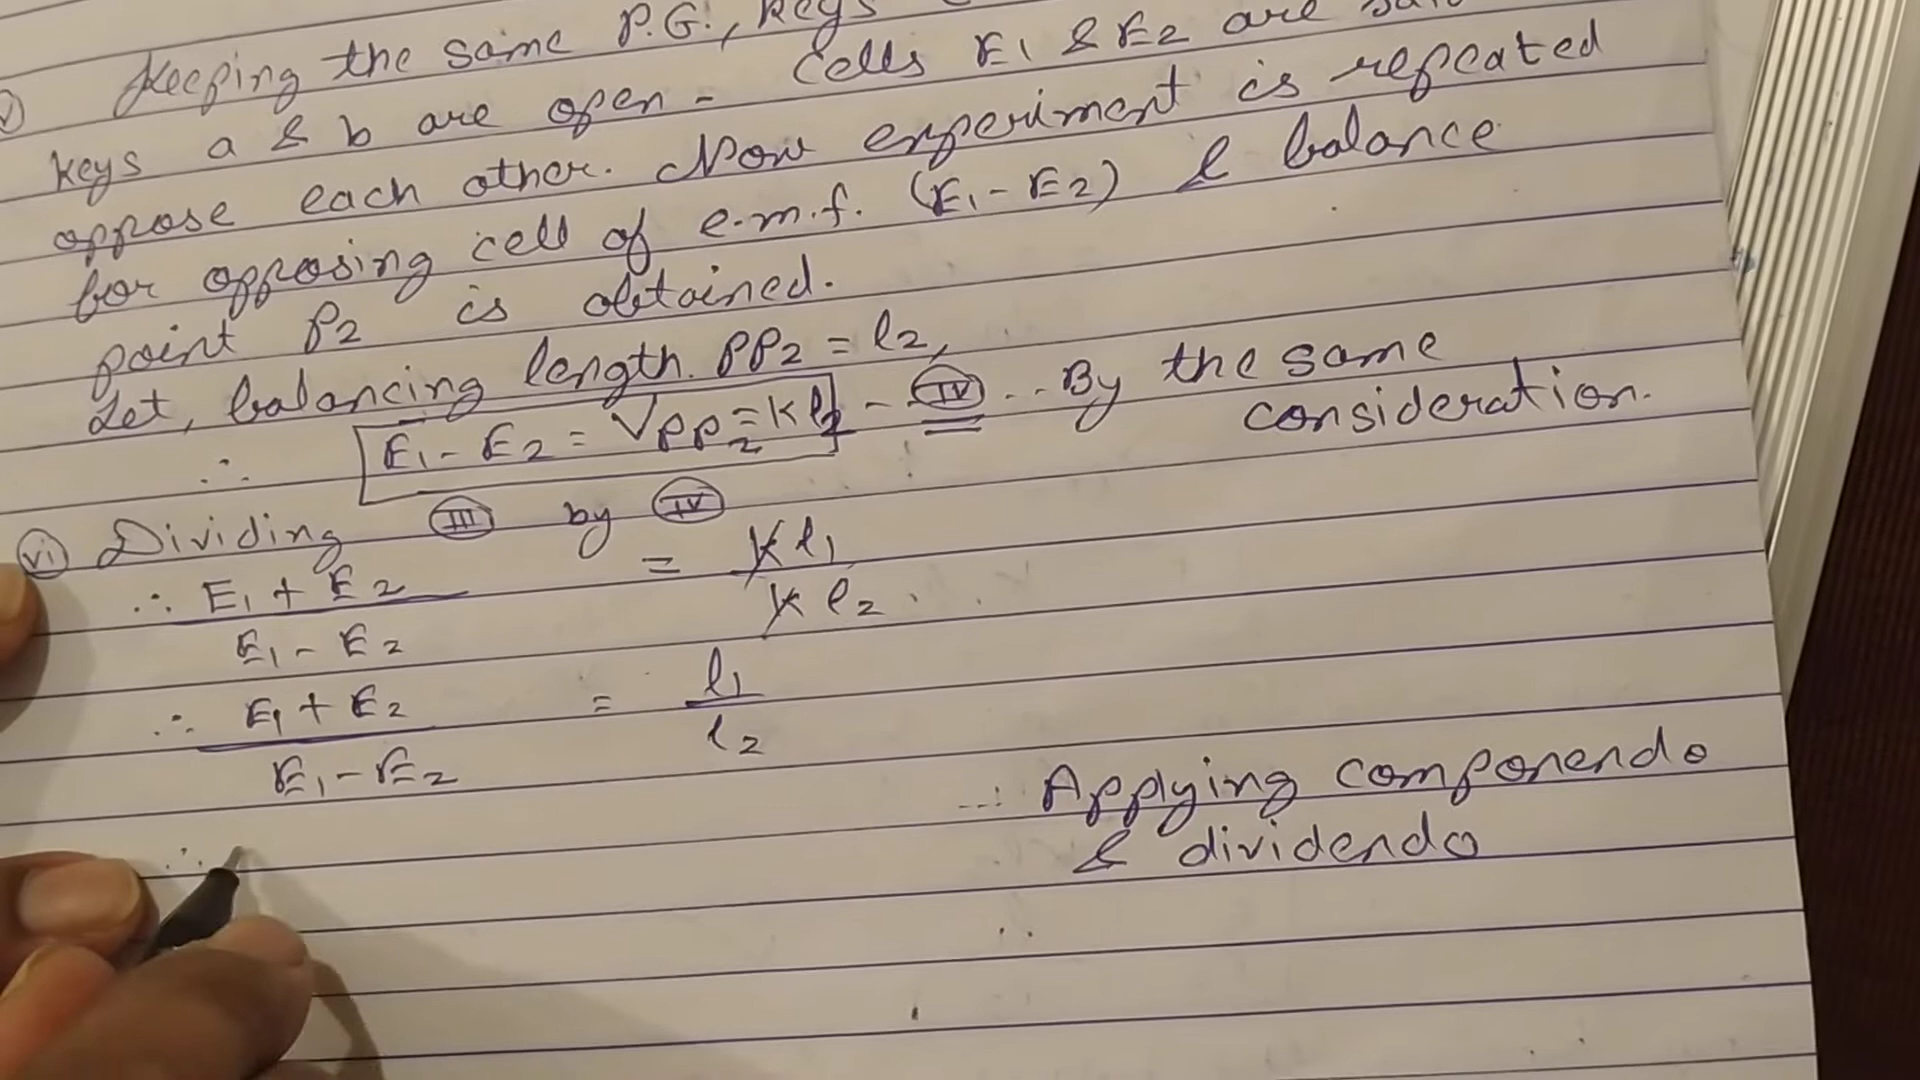 Keeping the same P.G., keys
keys a & b are open - Cells E1 & E2 are
oppose each other. Now experiment is repeated
for opposing cell of e.m.f. (E1 - E2) & balance
point P2 is obtained.
Let, balancing length PP2 = l2,
∴ E1 - E2 = VPP2 = Kl2 - (IV) ... By the same
consideration.
(vi) Dividing (III) by (IV)
∴ E1 + E2 / E1 - E2 = Kl1 / Kl2
∴ E1 + E2 / E1 - E2 = l1 / l2
...: Applying componendo
& dividendo
∴